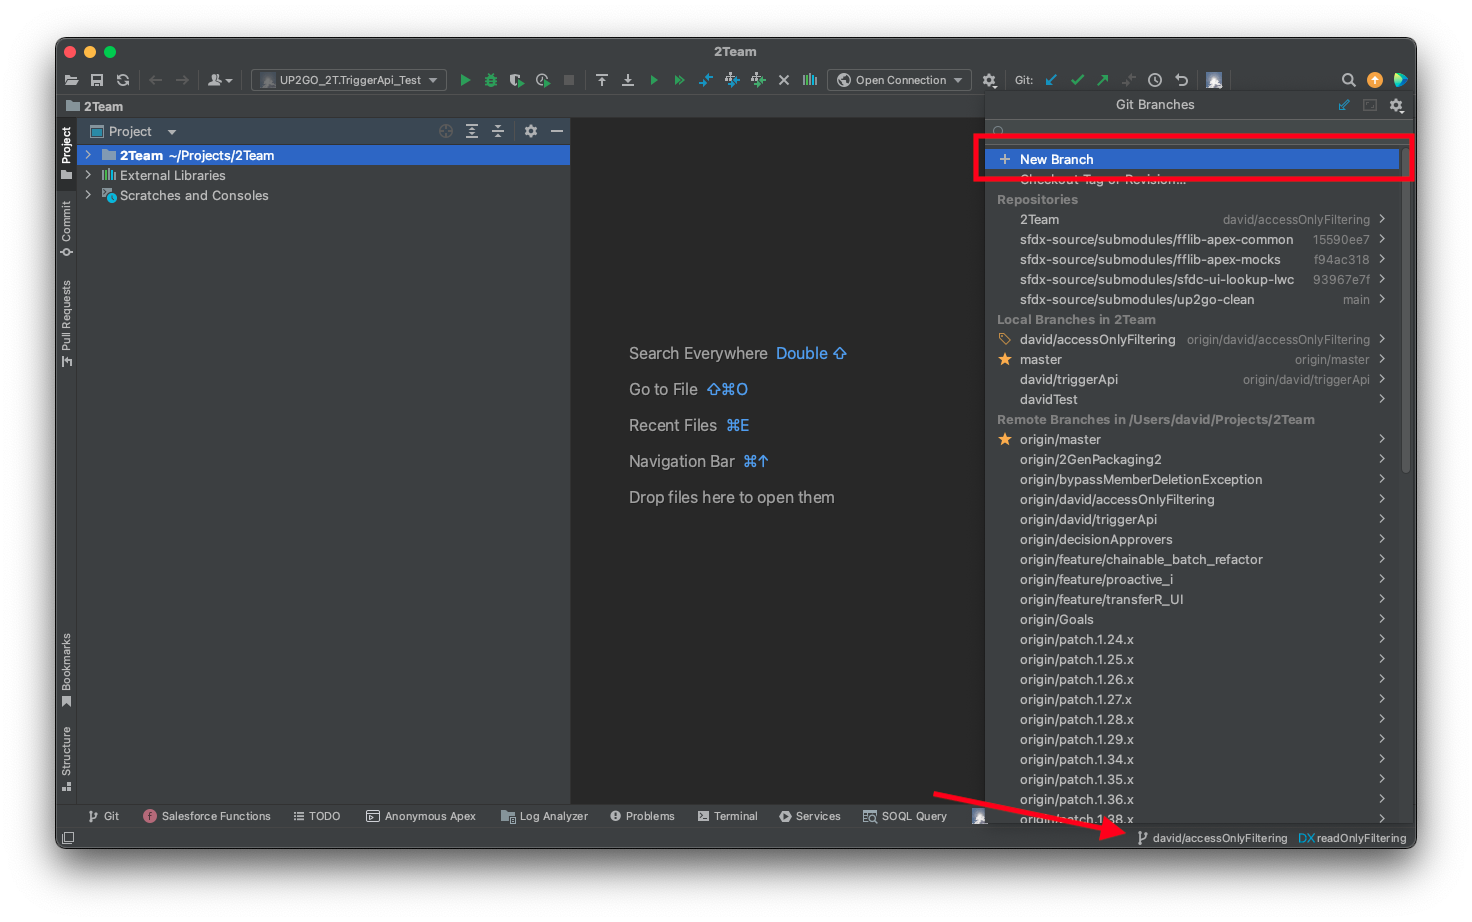 2Team
UP2GO_2T.TriggerApi_Test
Open Connection
Git:
2Team
Git Branches
Project
Project
2Team ~/Projects/2Team
External Libraries
Scratches and Consoles
Commit
Pull Requests
Bookmarks
Structure
Search Everywhere Double ⇧
Go to File ⇧⌘O
Recent Files ⌘E
Navigation Bar ⌘↑
Drop files here to open them
New Branch
Checkout Tag or Revision...
Repositories
2Team david/accessOnlyFiltering
sfdx-source/submodules/fflib-apex-common 15590ee7
sfdx-source/submodules/fflib-apex-mocks f94ac318
sfdx-source/submodules/sfdc-ui-lookup-lwc 93967e7f
sfdx-source/submodules/up2go-clean main
Local Branches in 2Team
david/accessOnlyFiltering origin/david/accessOnlyFiltering
master origin/master
david/triggerApi origin/david/triggerApi
davidTest
Remote Branches in /Users/david/Projects/2Team
origin/master
origin/2GenPackaging2
origin/bypassMemberDeletionException
origin/david/accessOnlyFiltering
origin/david/triggerApi
origin/decisionApprovers
origin/feature/chainable_batch_refactor
origin/feature/proactive_i
origin/feature/transferR_UI
origin/Goals
origin/patch.1.24.x
origin/patch.1.25.x
origin/patch.1.26.x
origin/patch.1.27.x
origin/patch.1.28.x
origin/patch.1.29.x
origin/patch.1.34.x
origin/patch.1.35.x
origin/patch.1.36.x
origin/patch.1.38.x
Git
Salesforce Functions
TODO
Anonymous Apex
Log Analyzer
Problems
Terminal
Services
SOQL Query
david/accessOnlyFiltering
DX readOnlyFiltering